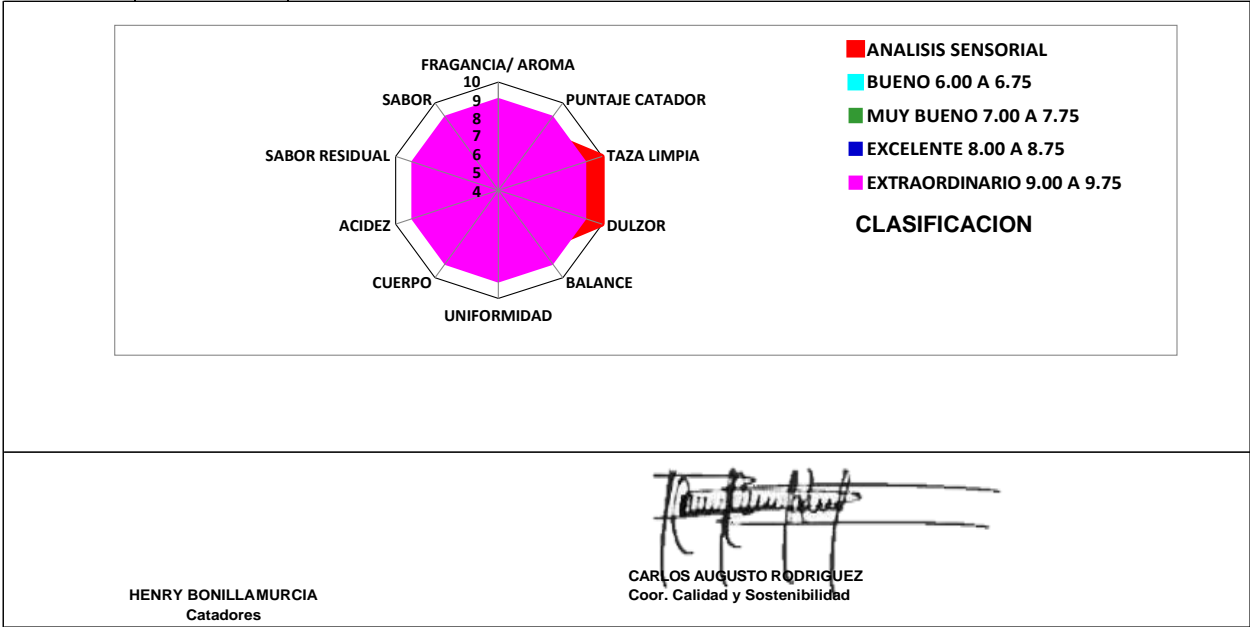 FRAGANCIA/ AROMA
10
9
8
7
6
5
4
PUNTAJE CATADOR
TAZA LIMPIA
DULZOR
BALANCE
UNIFORMIDAD
CUERPO
ACIDEZ
SABOR RESIDUAL
SABOR
ANALISIS SENSORIAL
BUENO 6.00 A 6.75
MUY BUENO 7.00 A 7.75
EXCELENTE 8.00 A 8.75
EXTRAORDINARIO 9.00 A 9.75
CLASIFICACION
HENRY BONILLAMURCIA
Catadores
CARLOS AUGUSTO RODRIGUEZ
Coor. Calidad y Sostenibilidad